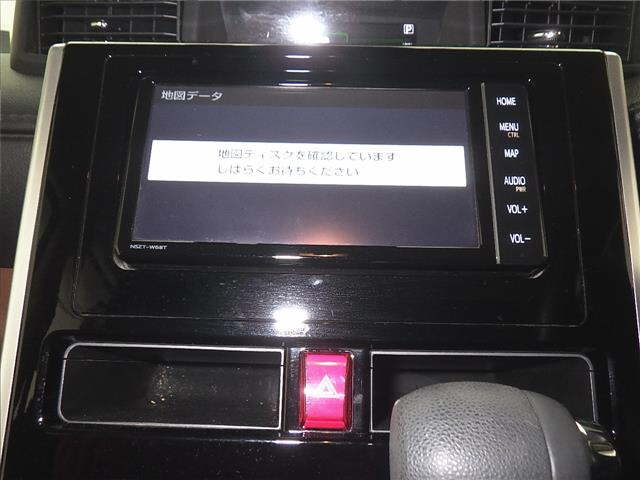 P
地図データ
地図ディスクを確認しています
しばらくお待ちください
HOME
MENU
CTRL
MAP
AUDIO
PWR
VOL+
VOL-
NSZT-W68T